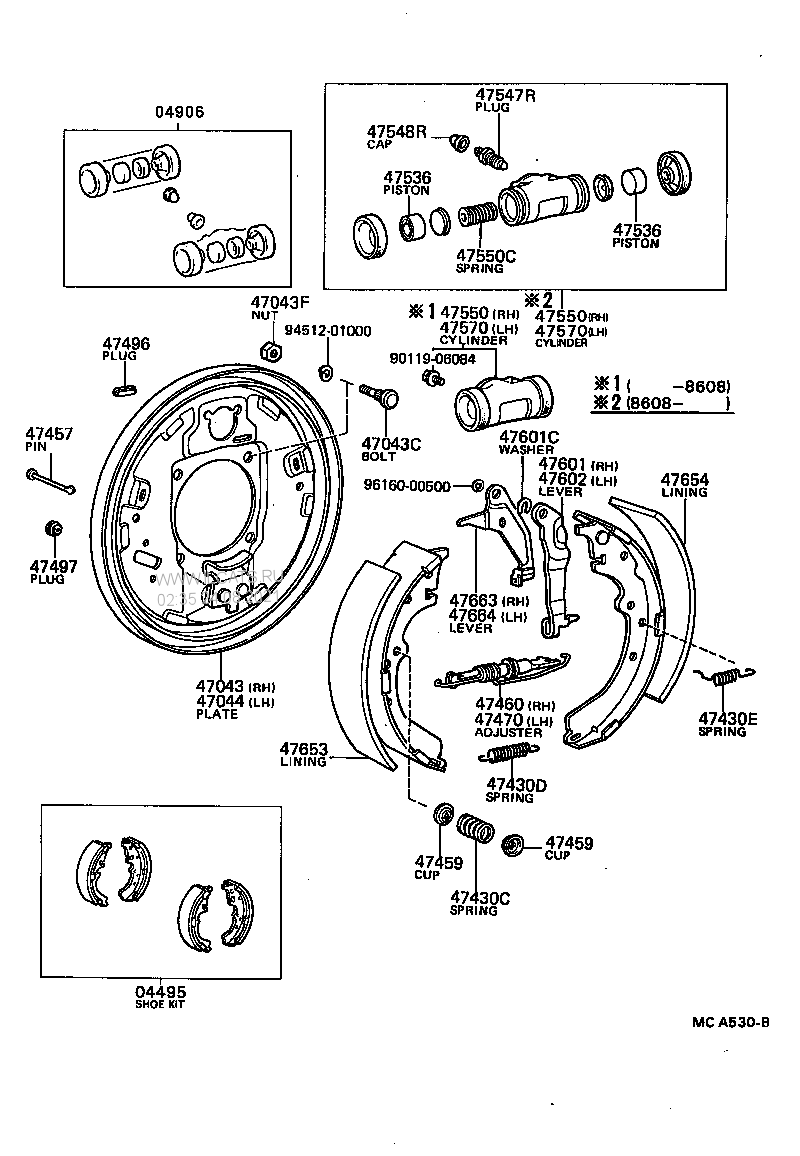 04906
47547R
PLUG
47548R
CAP
47536
PISTON
47536
PISTON
47550C
SPRING
※1 47550 (RH)
47570 (LH)
CYLINDER
※2
47550 (RH)
47570 (LH)
CYLINDER
47043F
NUT
94512-01000
90119-06084
※1 ( -8608)
※2 (8608- )
47496
PLUG
47457
PIN
47497
PLUG
47043C
BOLT
47601C
WASHER
96160-00500
47601 (RH)
47602 (LH)
LEVER
47654
LINING
47663 (RH)
47664 (LH)
LEVER
47043 (RH)
47044 (LH)
PLATE
47460 (RH)
47470 (LH)
ADJUSTER
47430E
SPRING
47653
LINING
47430D
SPRING
47459
CUP
47459
CUP
47430C
SPRING
04495
SHOE KIT
MC A530-B